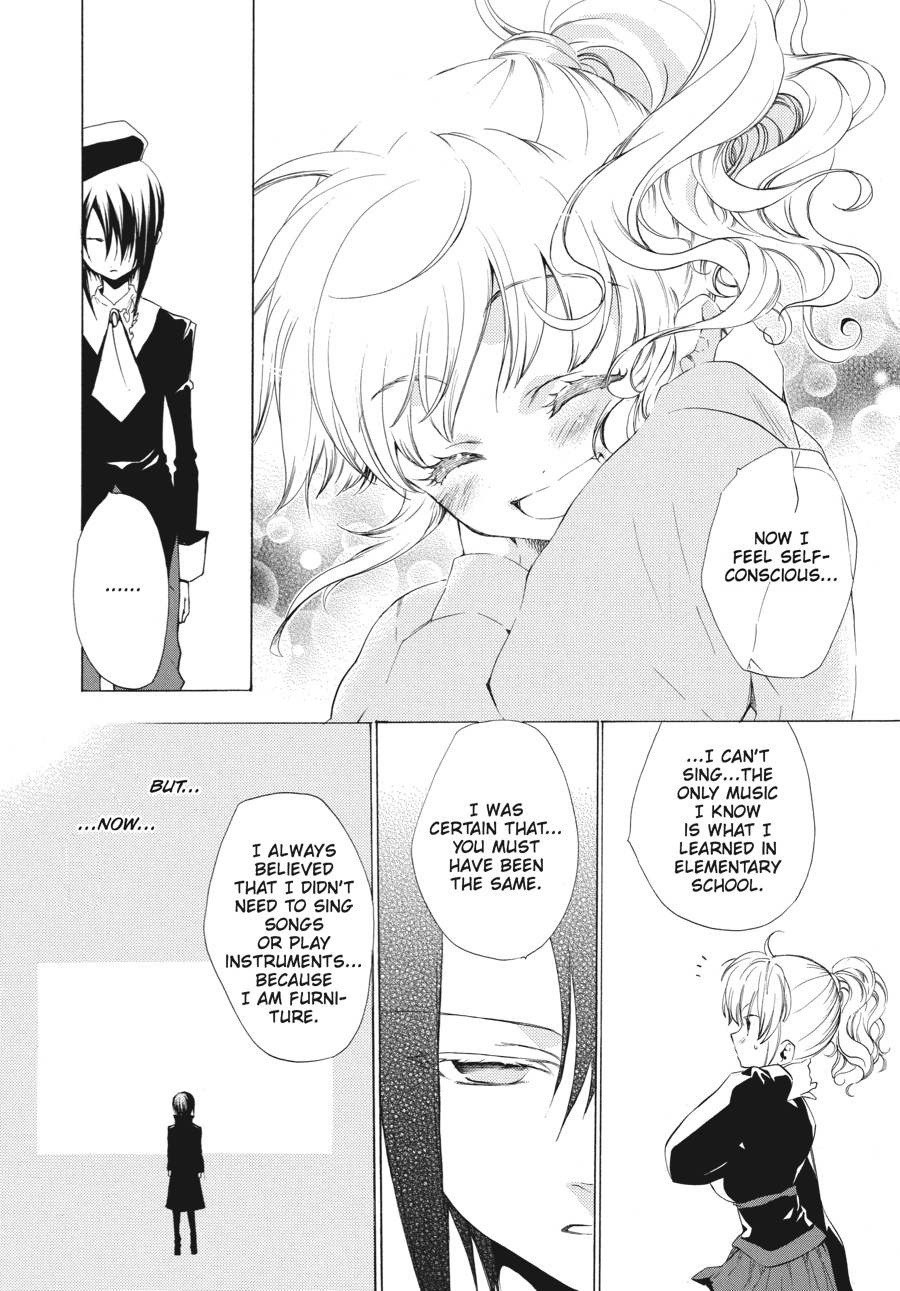 NOW I
FEEL SELF-
CONSCIOUS...
......
...I CAN'T
SING...THE
ONLY MUSIC
I KNOW
IS WHAT I
LEARNED IN
ELEMENTARY
SCHOOL.
I WAS
CERTAIN THAT...
YOU MUST
HAVE BEEN
THE SAME.
I ALWAYS
BELIEVED
THAT I DIDN'T
NEED TO SING
SONGS
OR PLAY
INSTRUMENTS...
BECAUSE
I AM FURNI-
TURE.
BUT...
...NOW...